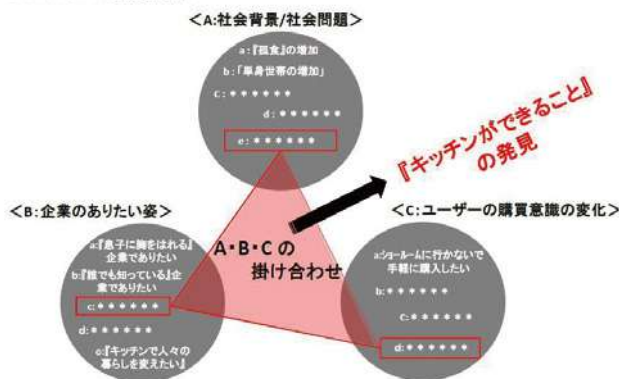 ＜A:社会背景/社会問題＞
a:『孤食』の増加
b:「単身世帯の増加」
C:＊＊＊＊＊＊
d:＊＊＊＊＊＊
e:＊＊＊＊＊＊
『キッチンができること』
の発見
＜B:企業のありたい姿＞
a:『息子に胸をはれる』
企業でありたい
b:『誰でも知っている』企
業でありたい
c:＊＊＊＊＊＊
d:＊＊＊＊＊＊
e:『キッチンで人々の
暮らしを変えたい』
A・B・Cの
掛け合わせ
＜C:ユーザーの購買意識の変化＞
a:ショールームに行かないで
手軽に購入したい
b:＊＊＊＊＊＊
C:＊＊＊＊＊＊
d:＊＊＊＊＊＊